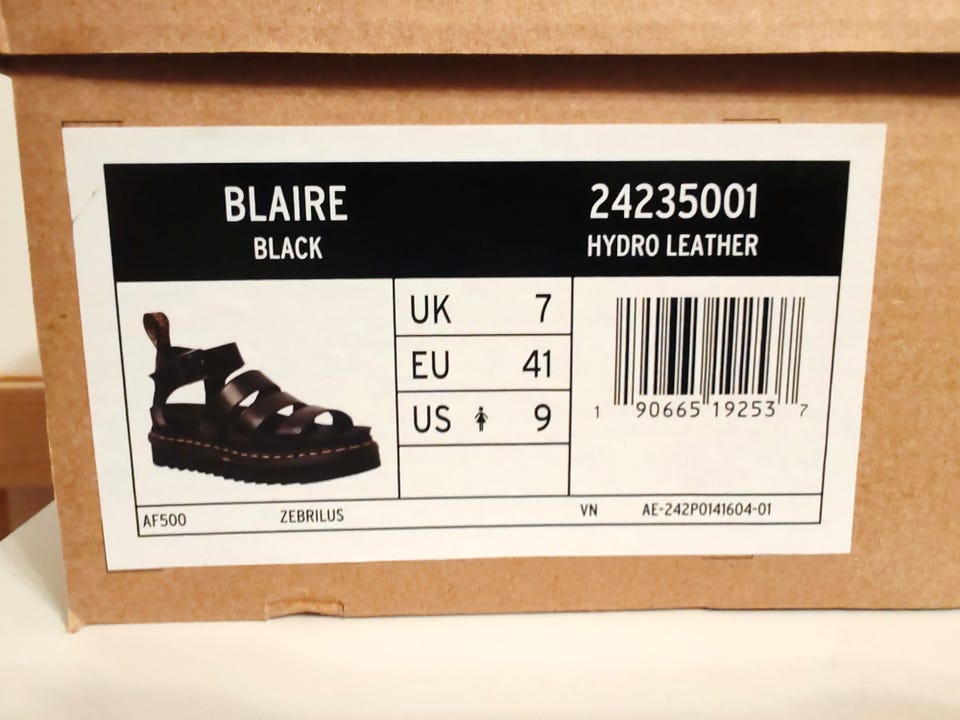 BLAIRE
BLACK
24235001
HYDRO LEATHER
UK 7
EU 41
US 9
1 90665 19253 7
AF500 ZEBRILUS VN AE-242P0141604-01